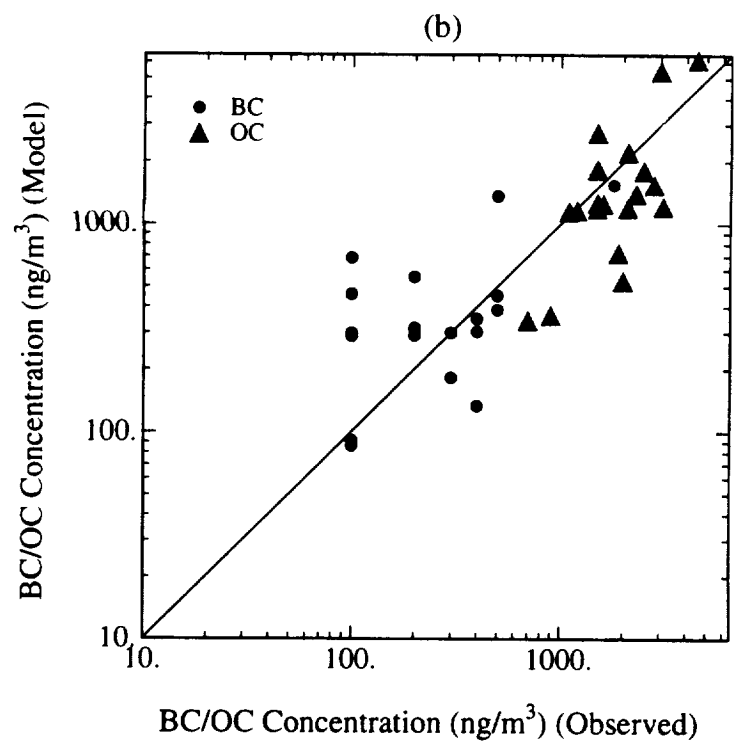 (b)
BC
OC
BC/OC Concentration (ng/m³) (Model)
1000.
100.
10.
10.
100.
1000.
BC/OC Concentration (ng/m³) (Observed)